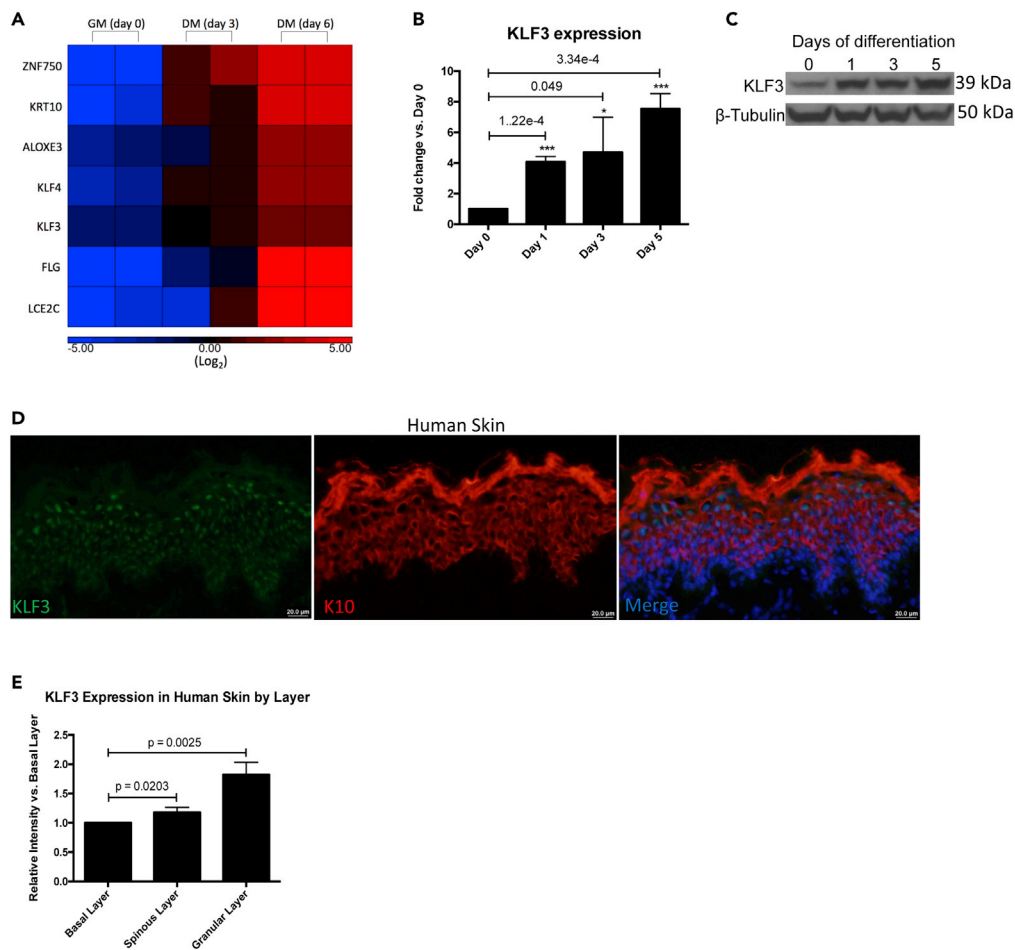 A
GM (day 0) DM (day 3) DM (day 6)
ZNF750
KRT10
ALOXE3
KLF4
KLF3
FLG
LCE2C
-5.00 0.00 5.00
(Log2)
B
KLF3 expression
Fold change vs. Day 0
10
8
6
4
2
0
3.34e-4
0.049
1..22e-4
***
*
***
Day 0 Day 1 Day 3 Day 5
C
Days of differentiation
0 1 3 5
KLF3 39 kDa
β-Tubulin 50 kDa
D
Human Skin
KLF3 20.0 µm
K10 20.0 µm
Merge 20.0 µm
E
KLF3 Expression in Human Skin by Layer
Relative Intensity vs. Basal Layer
2.5
2.0
1.5
1.0
0.5
0.0
p = 0.0025
p = 0.0203
Basal Layer Spinous Layer Granular Layer